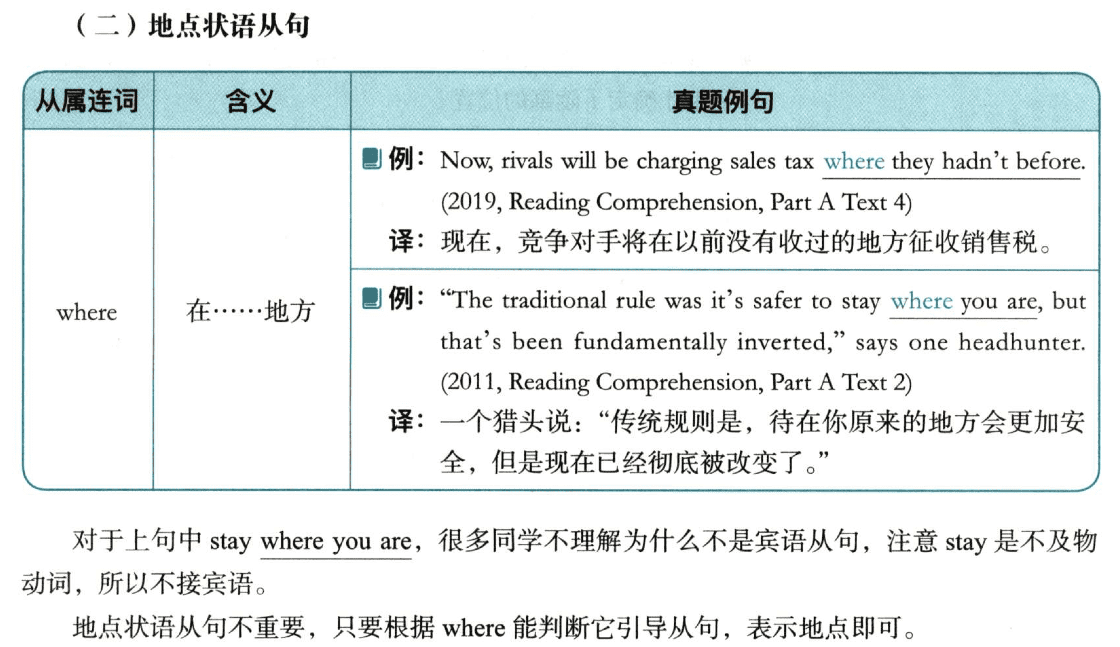 （二）地点状语从句
从属连词 含义 真题例句
例：Now, rivals will be charging sales tax where they hadn't before.
(2019, Reading Comprehension, Part A Text 4)
译：现在，竞争对手将在以前没有收过的地方征收销售税。
where 在……地方
例：“The traditional rule was it's safer to stay where you are, but
that's been fundamentally inverted,” says one headhunter.
(2011, Reading Comprehension, Part A Text 2)
译：一个猎头说：“传统规则是，待在你原来的地方会更加安
全，但是现在已经彻底被改变了。”
对于上句中 stay where you are，很多同学不理解为什么不是宾语从句，注意 stay 是不及物
动词，所以不接宾语。
地点状语从句不重要，只要根据 where 能判断它引导从句，表示地点即可。